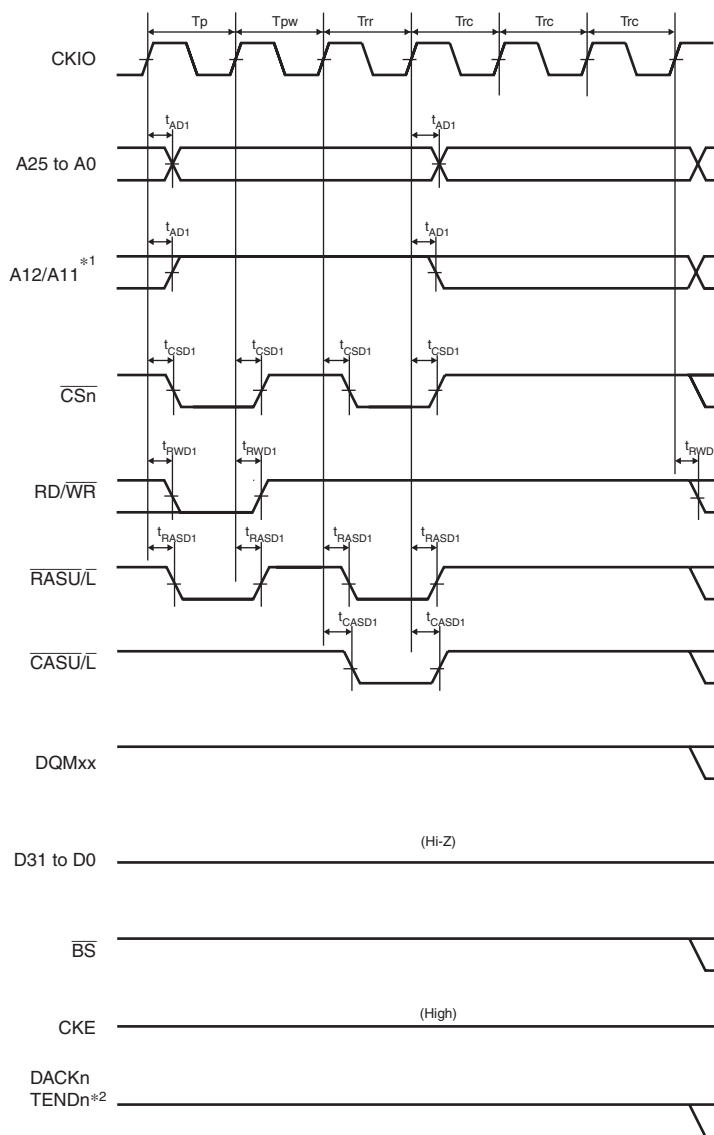 Tp Tpw Trr Trc Trc Trc
CKIO
tAD1 tAD1
A25 to A0
tAD1 tAD1
A12/A11*1
tCSD1 tCSD1 tCSD1 tCSD1
CSn
tRWD1 tRWD1 tRWD
RD/WR
tRASD1 tRASD1 tRASD1 tRASD1
RASU/L
tCASD1 tCASD1
CASU/L
DQMxx
(Hi-Z)
D31 to D0
BS
(High)
CKE
DACKn
TENDn*2